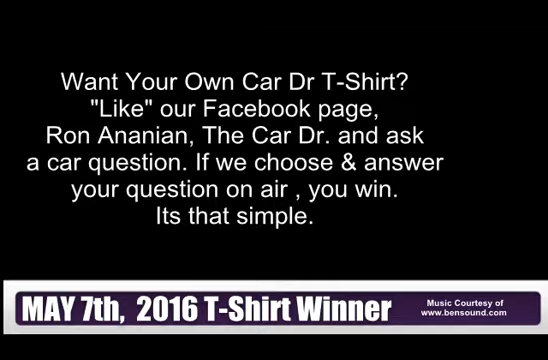 Want Your Own Car Dr T-Shirt?
"Like" our Facebook page,
Ron Ananian, The Car Dr. and ask
a car question. If we choose & answer
your question on air , you win.
Its that simple.
MAY 7th, 2016 T-Shirt Winner
Music Courtesy of
www.bensound.com